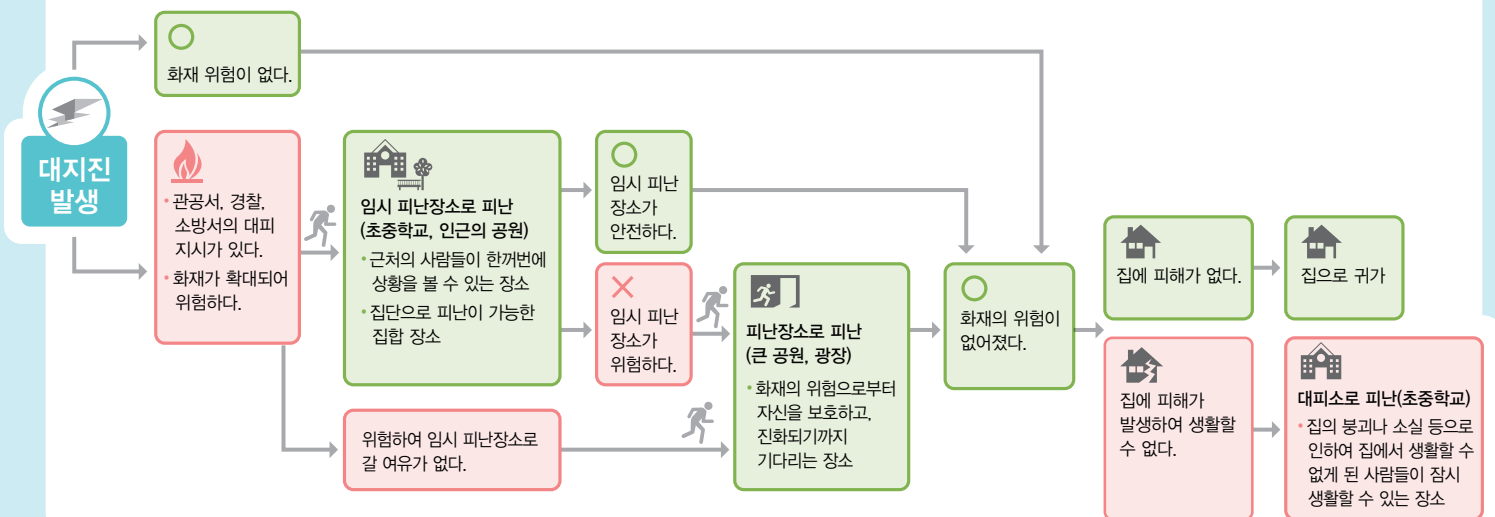 대지진
발생
화재 위험이 없다.
• 관공서, 경찰,
소방서의 대피
지시가 있다.
• 화재가 확대되어
위험하다.
임시 피난장소로 피난
(초중학교, 인근의 공원)
• 근처의 사람들이 한꺼번에
상황을 볼 수 있는 장소
• 집단으로 피난이 가능한
집합 장소
임시 피난
장소가
안전하다.
임시 피난
장소가
위험하다.
위험하여 임시 피난장소로
갈 여유가 없다.
피난장소로 피난
(큰 공원, 광장)
• 화재의 위험으로부터
자신을 보호하고,
진화되기까지
기다리는 장소
화재의 위험이
없어졌다.
집에 피해가 없다.
집으로 귀가
집에 피해가
발생하여 생활할
수 없다.
대피소로 피난(초중학교)
• 집의 붕괴나 소실 등으로
인하여 집에서 생활할 수
없게 된 사람들이 잠시
생활할 수 있는 장소